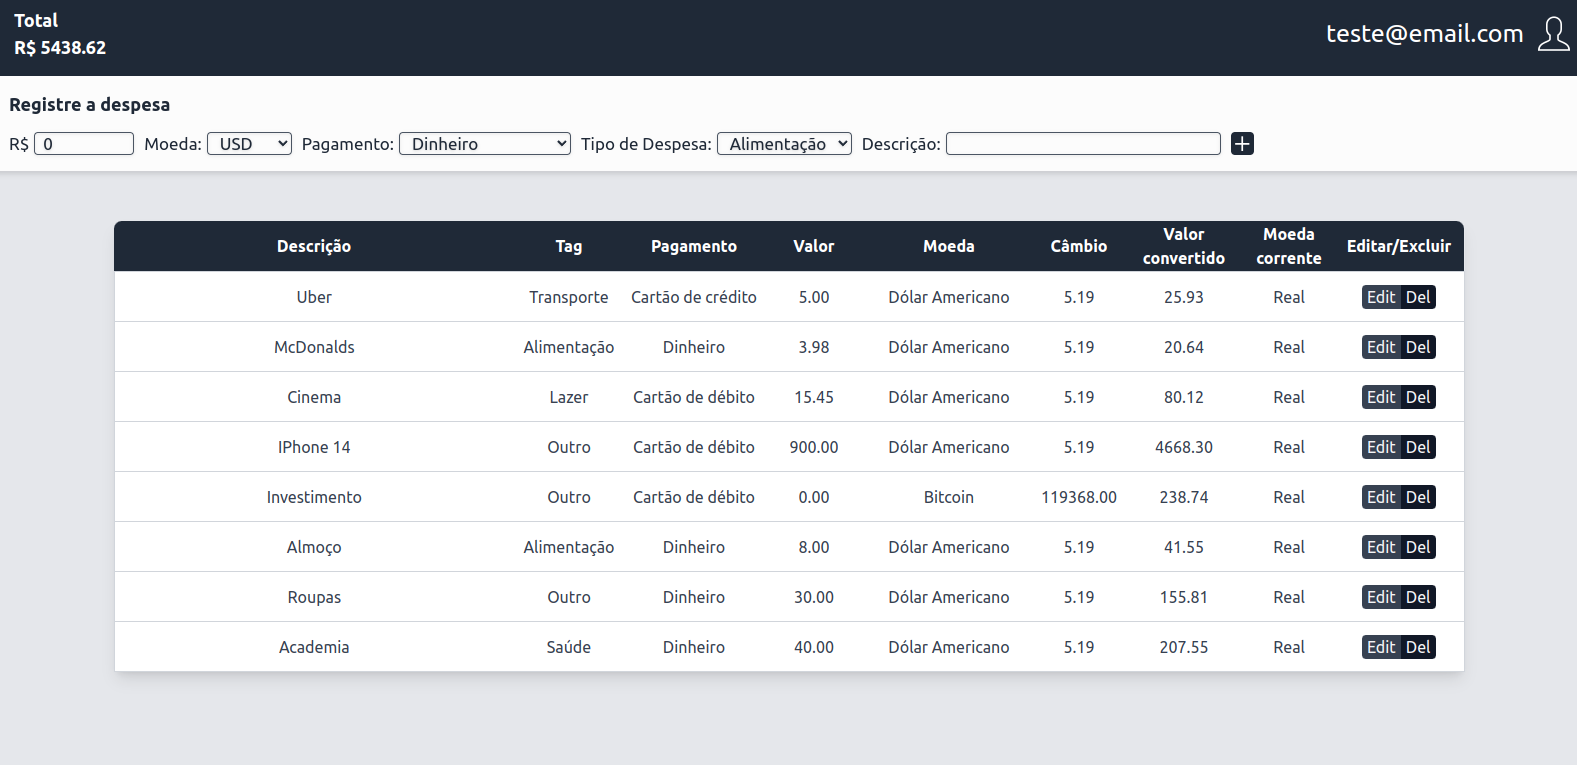 Total
R$ 5438.62
teste@email.com
Registre a despesa
R$ 0 Moeda: USD Pagamento: Dinheiro Tipo de Despesa: Alimentação Descrição:
Descrição Tag Pagamento Valor Moeda Câmbio Valor convertido Moeda corrente Editar/Excluir
Uber Transporte Cartão de crédito 5.00 Dólar Americano 5.19 25.93 Real Edit Del
McDonalds Alimentação Dinheiro 3.98 Dólar Americano 5.19 20.64 Real Edit Del
Cinema Lazer Cartão de débito 15.45 Dólar Americano 5.19 80.12 Real Edit Del
IPhone 14 Outro Cartão de débito 900.00 Dólar Americano 5.19 4668.30 Real Edit Del
Investimento Outro Cartão de débito 0.00 Bitcoin 119368.00 238.74 Real Edit Del
Almoço Alimentação Dinheiro 8.00 Dólar Americano 5.19 41.55 Real Edit Del
Roupas Outro Dinheiro 30.00 Dólar Americano 5.19 155.81 Real Edit Del
Academia Saúde Dinheiro 40.00 Dólar Americano 5.19 207.55 Real Edit Del